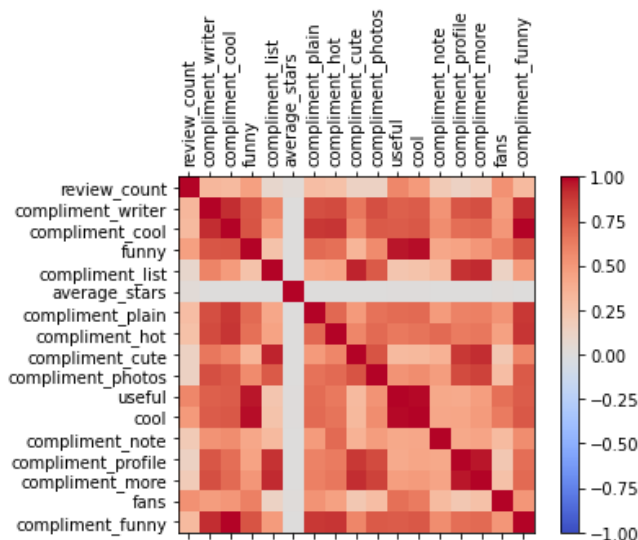 review_count
compliment_writer
compliment_cool
funny
compliment_list
average_stars
compliment_plain
compliment_hot
compliment_cute
compliment_photos
useful
cool
compliment_note
compliment_profile
compliment_more
fans
compliment_funny
review_count
compliment_writer
compliment_cool
funny
compliment_list
average_stars
compliment_plain
compliment_hot
compliment_cute
compliment_photos
useful
cool
compliment_note
compliment_profile
compliment_more
fans
compliment_funny
1.00
0.75
0.50
0.25
0.00
−0.25
−0.50
−0.75
−1.00